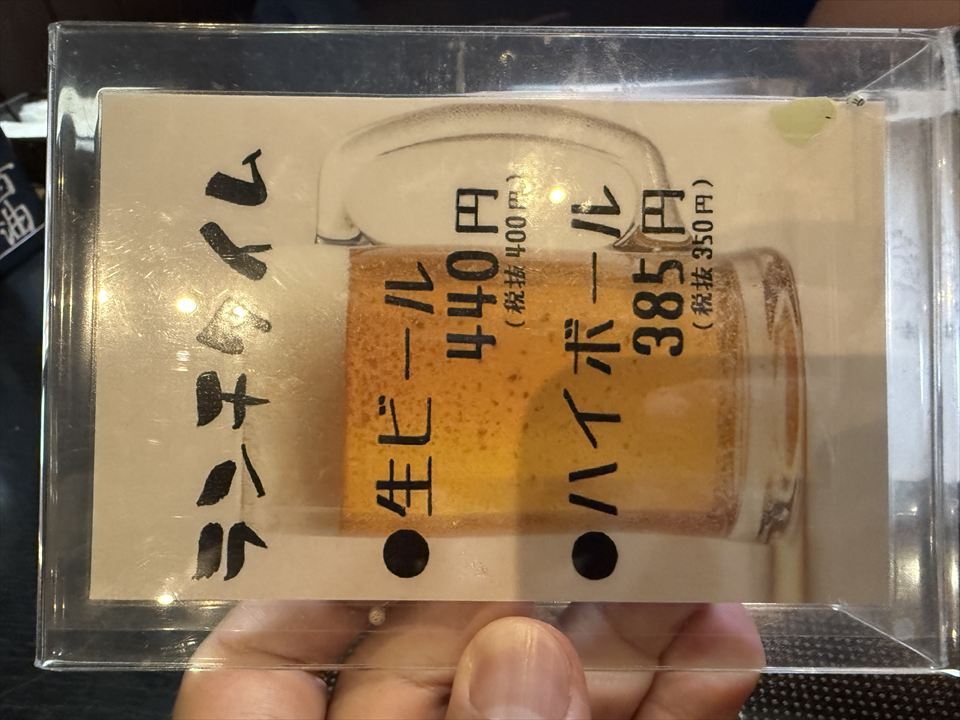 ランチタイム
●生ビール
440円
(税抜400円)
●ハイボール
385円
(税抜350円)